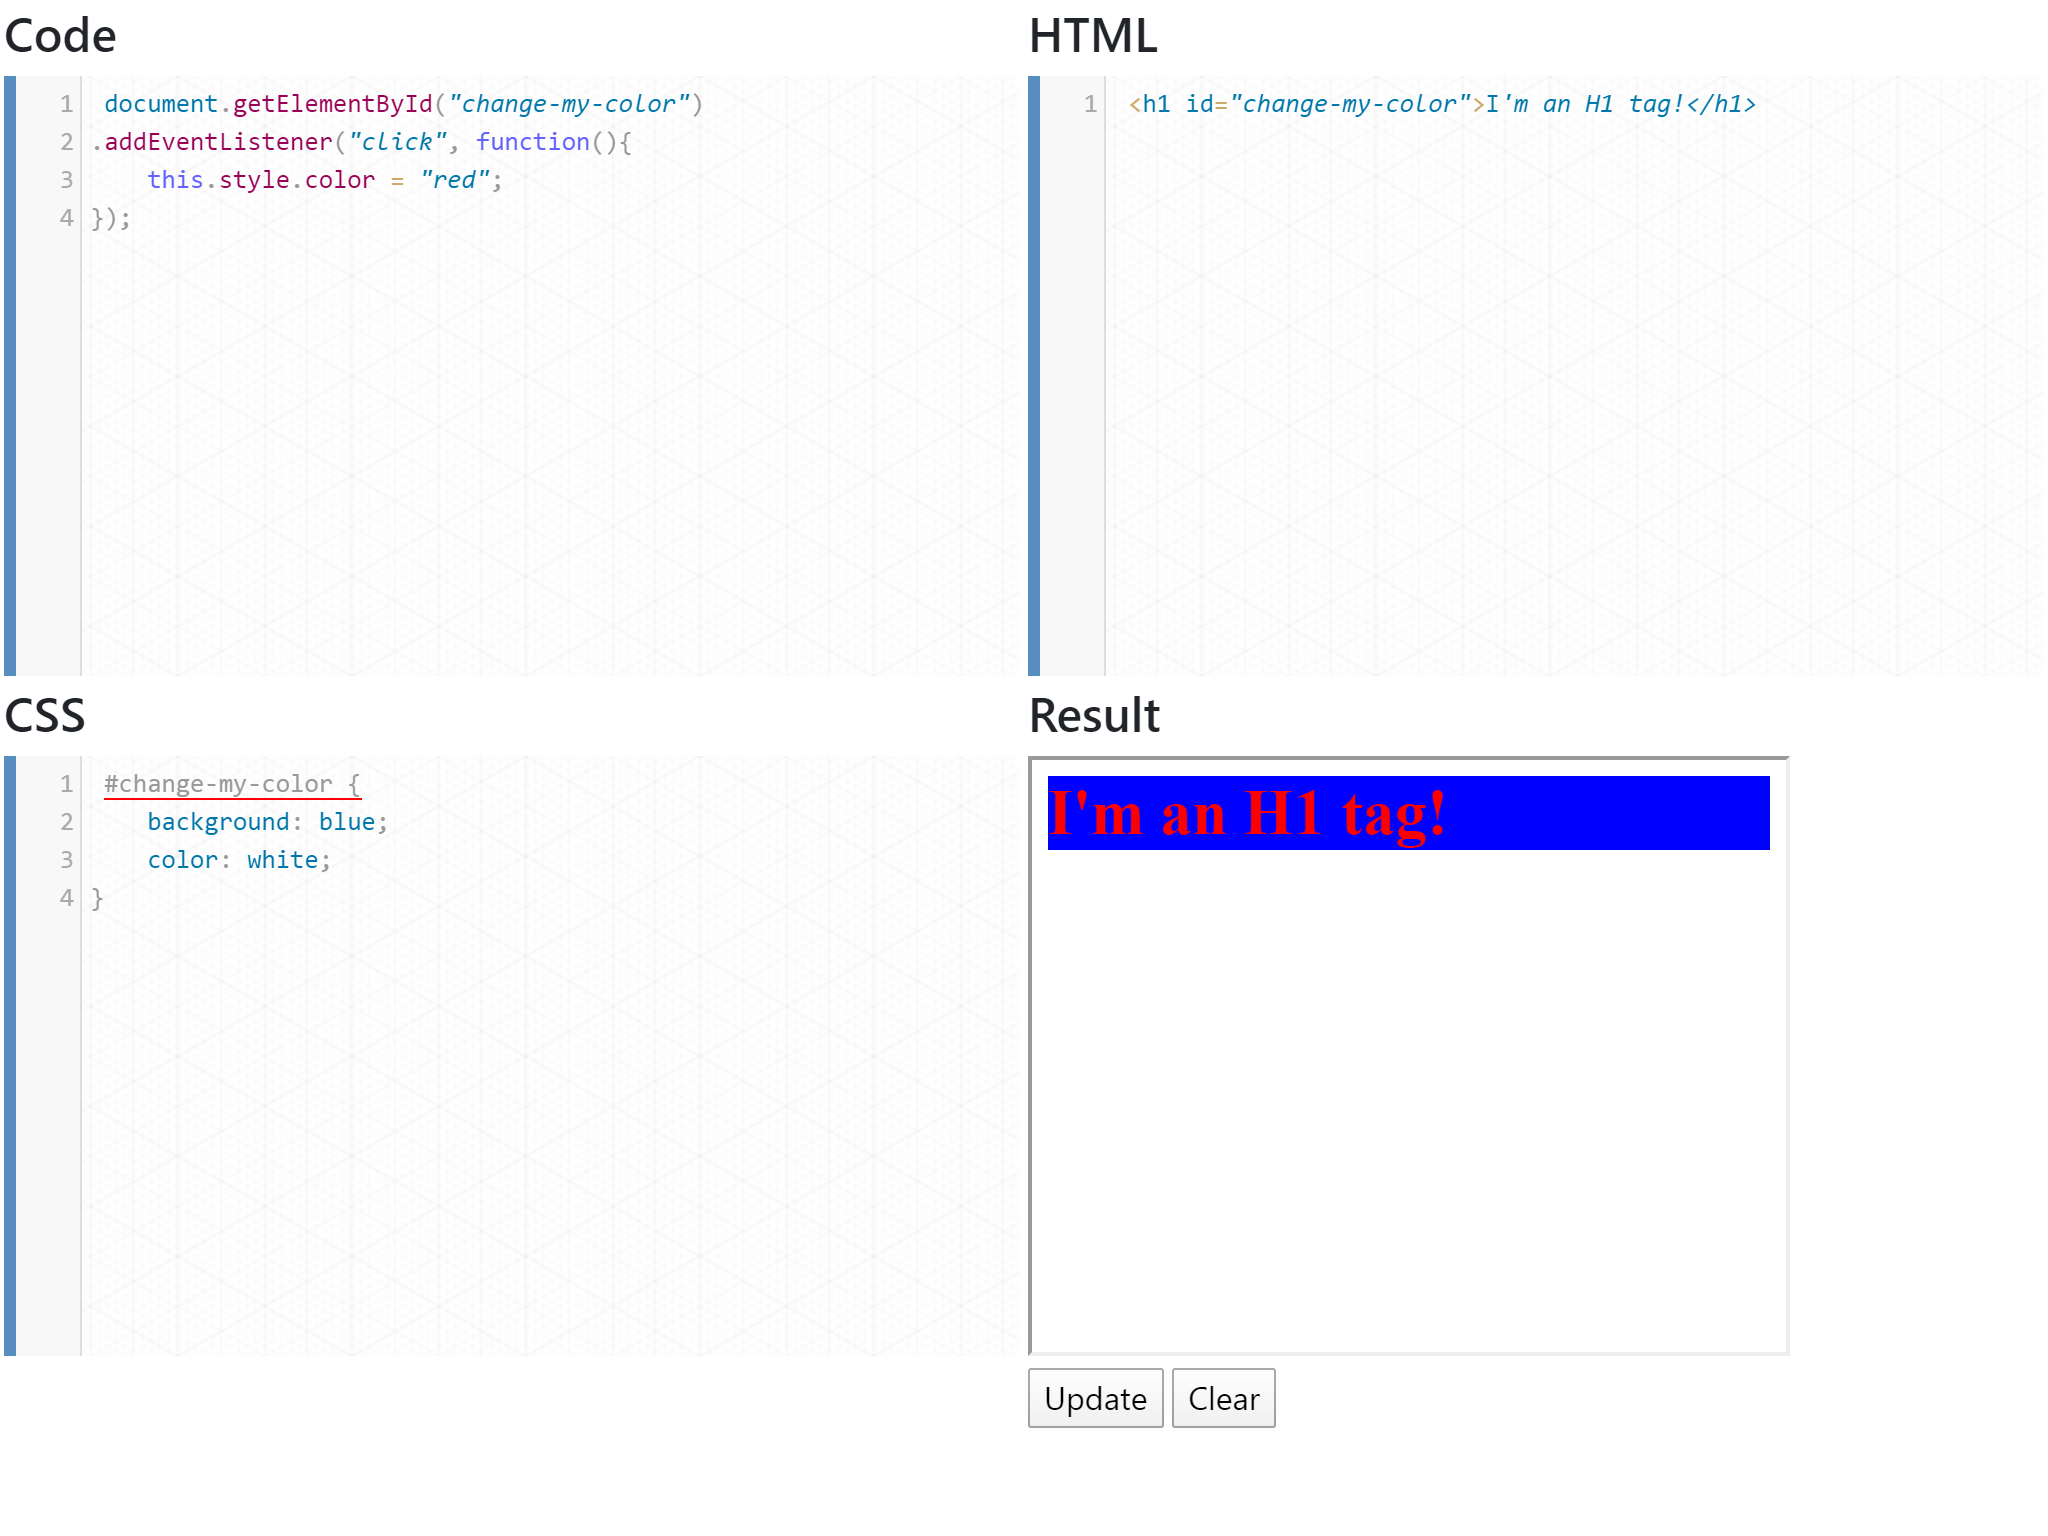 Code
1 document.getElementById("change-my-color")
2 .addEventListener("click", function(){
3     this.style.color = "red";
4 });
HTML
1 <h1 id="change-my-color">I'm an H1 tag!</h1>
CSS
1 #change-my-color {
2     background: blue;
3     color: white;
4 }
Result
I'm an H1 tag!
Update Clear